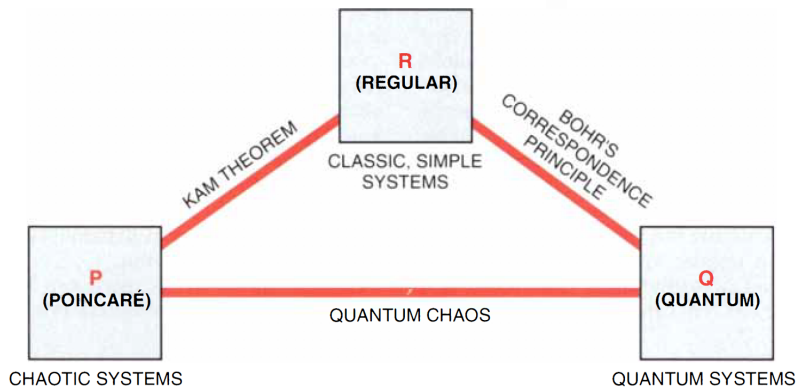 R
(REGULAR)
CLASSIC, SIMPLE
SYSTEMS
KAM THEOREM
BOHR'S
CORRESPONDENCE
PRINCIPLE
P
(POINCARÉ)
CHAOTIC SYSTEMS
QUANTUM CHAOS
Q
(QUANTUM)
QUANTUM SYSTEMS